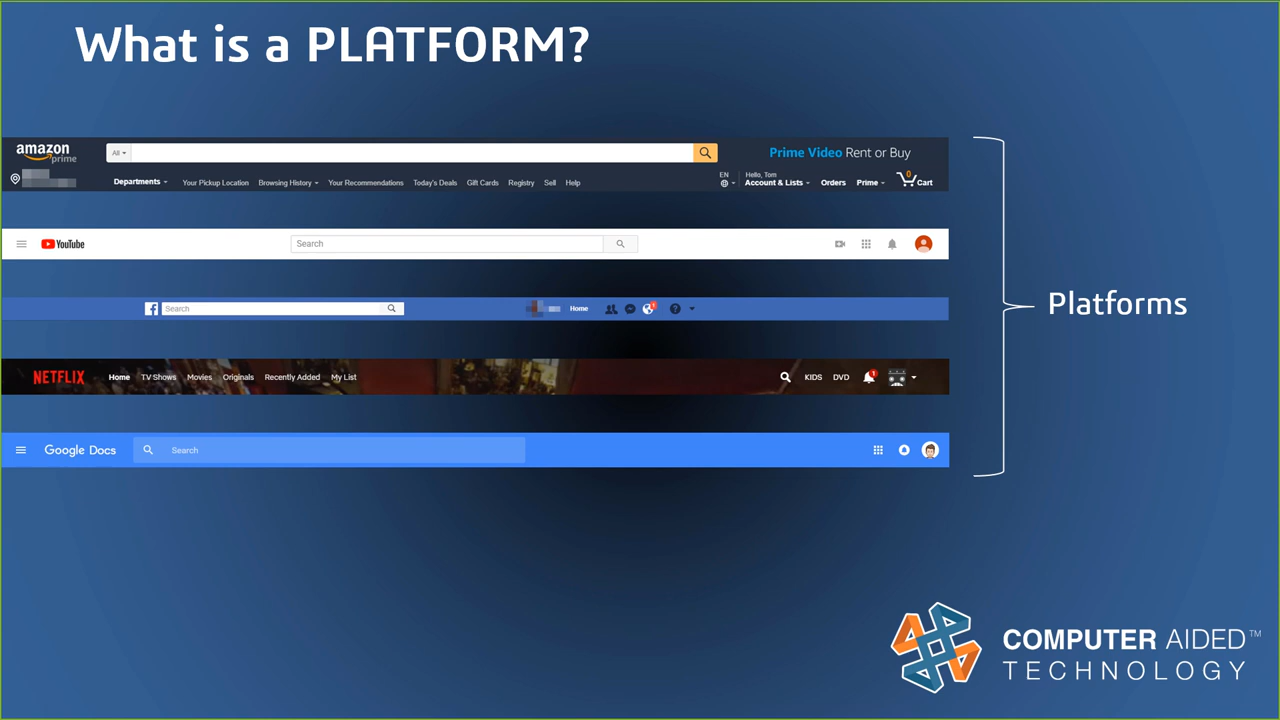 What is a PLATFORM?
amazon
prime
All
Prime Video Rent or Buy
Departments Your Pickup Location Browsing History Your Recommendations Today's Deals Gift Cards Registry Sell Help
EN
Hello, Tom
Account & Lists Orders Prime 0 Cart
YouTube Search
f Search Home 1 ?
NETFLIX Home TV Shows Movies Originals Recently Added My List KIDS DVD 1
Google Docs Search
Platforms
COMPUTER AIDED™
TECHNOLOGY